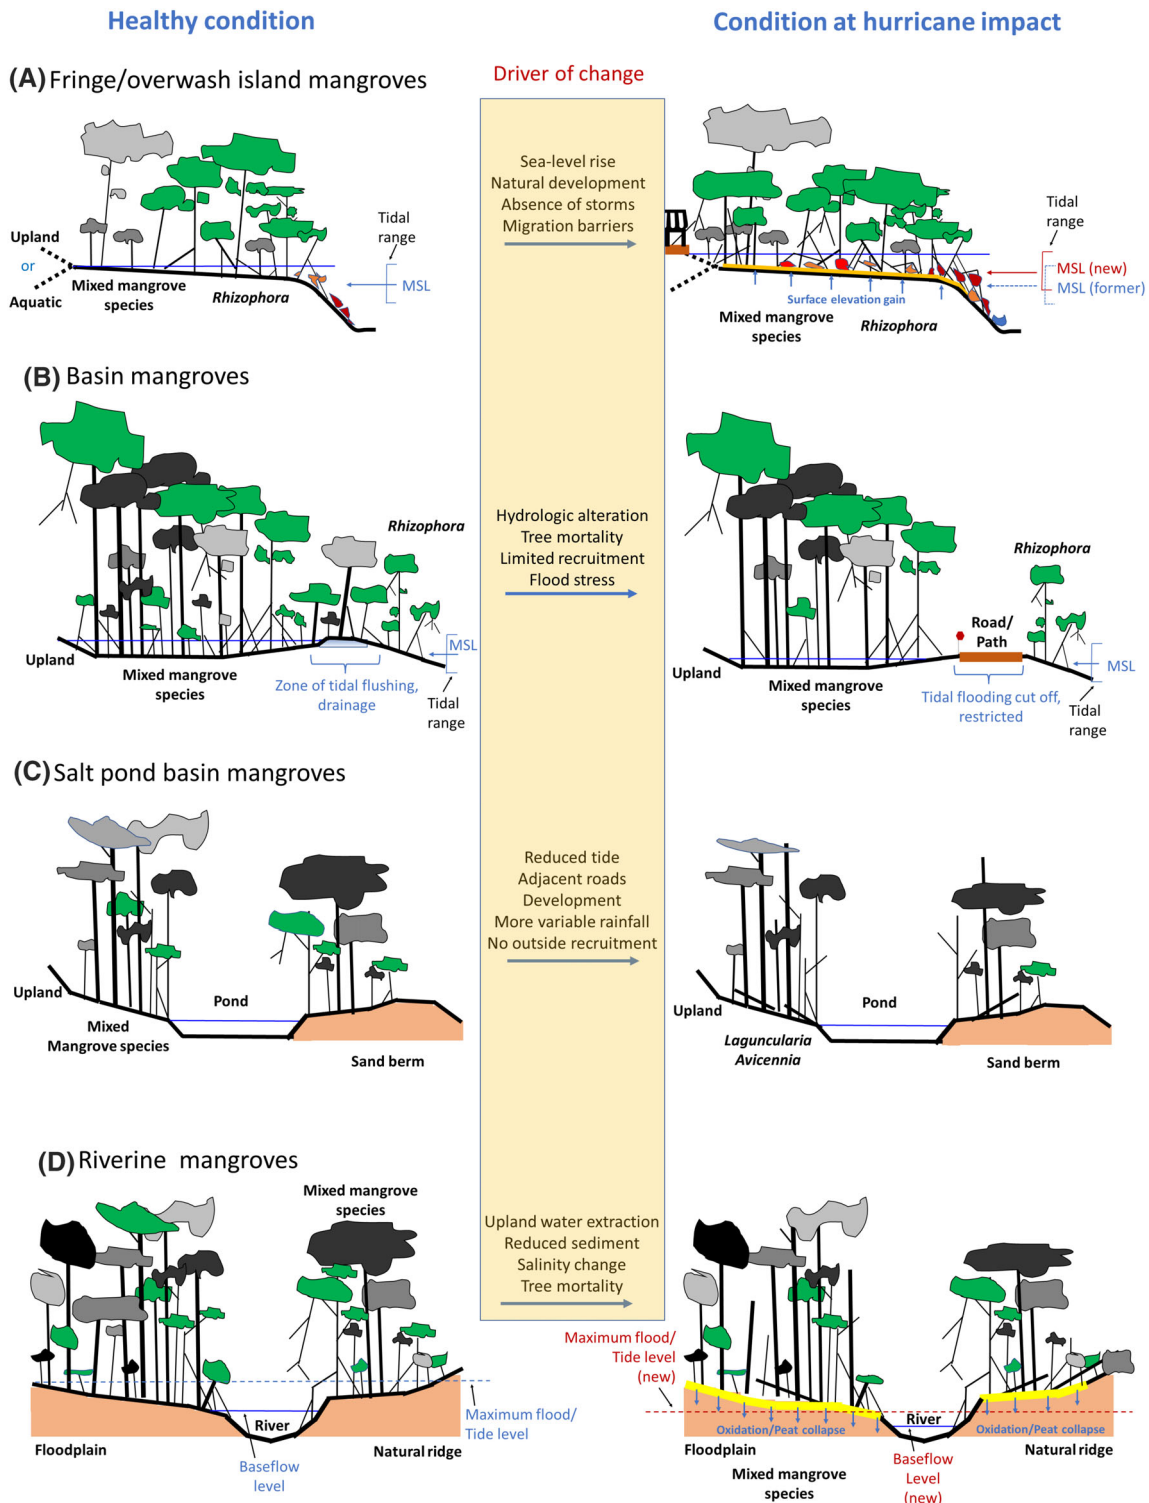 Healthy condition
Condition at hurricane impact
Driver of change
(A) Fringe/overwash island mangroves
Upland
or
Aquatic
Mixed mangrove
species
Rhizophora
Tidal
range
MSL
Sea-level rise
Natural development
Absence of storms
Migration barriers
Tidal
range
MSL (new)
MSL (former)
Surface elevation gain
Mixed mangrove
species
Rhizophora
(B) Basin mangroves
Rhizophora
Upland
Mixed mangrove
species
Zone of tidal flushing,
drainage
MSL
Tidal
range
Hydrologic alteration
Tree mortality
Limited recruitment
Flood stress
Rhizophora
Road/
Path
Upland
Mixed mangrove
species
Tidal flooding cut off,
restricted
MSL
Tidal
range
(C) Salt pond basin mangroves
Upland
Pond
Mixed
Mangrove species
Sand berm
Reduced tide
Adjacent roads
Development
More variable rainfall
No outside recruitment
Upland
Pond
Laguncularia
Avicennia
Sand berm
(D) Riverine mangroves
Mixed mangrove
species
River
Floodplain
Natural ridge
Baseflow
level
Maximum flood/
Tide level
Upland water extraction
Reduced sediment
Salinity change
Tree mortality
Maximum flood/
Tide level
(new)
River
Oxidation/Peat collapse
Oxidation/Peat collapse
Floodplain
Natural ridge
Mixed mangrove
species
Baseflow
Level
(new)